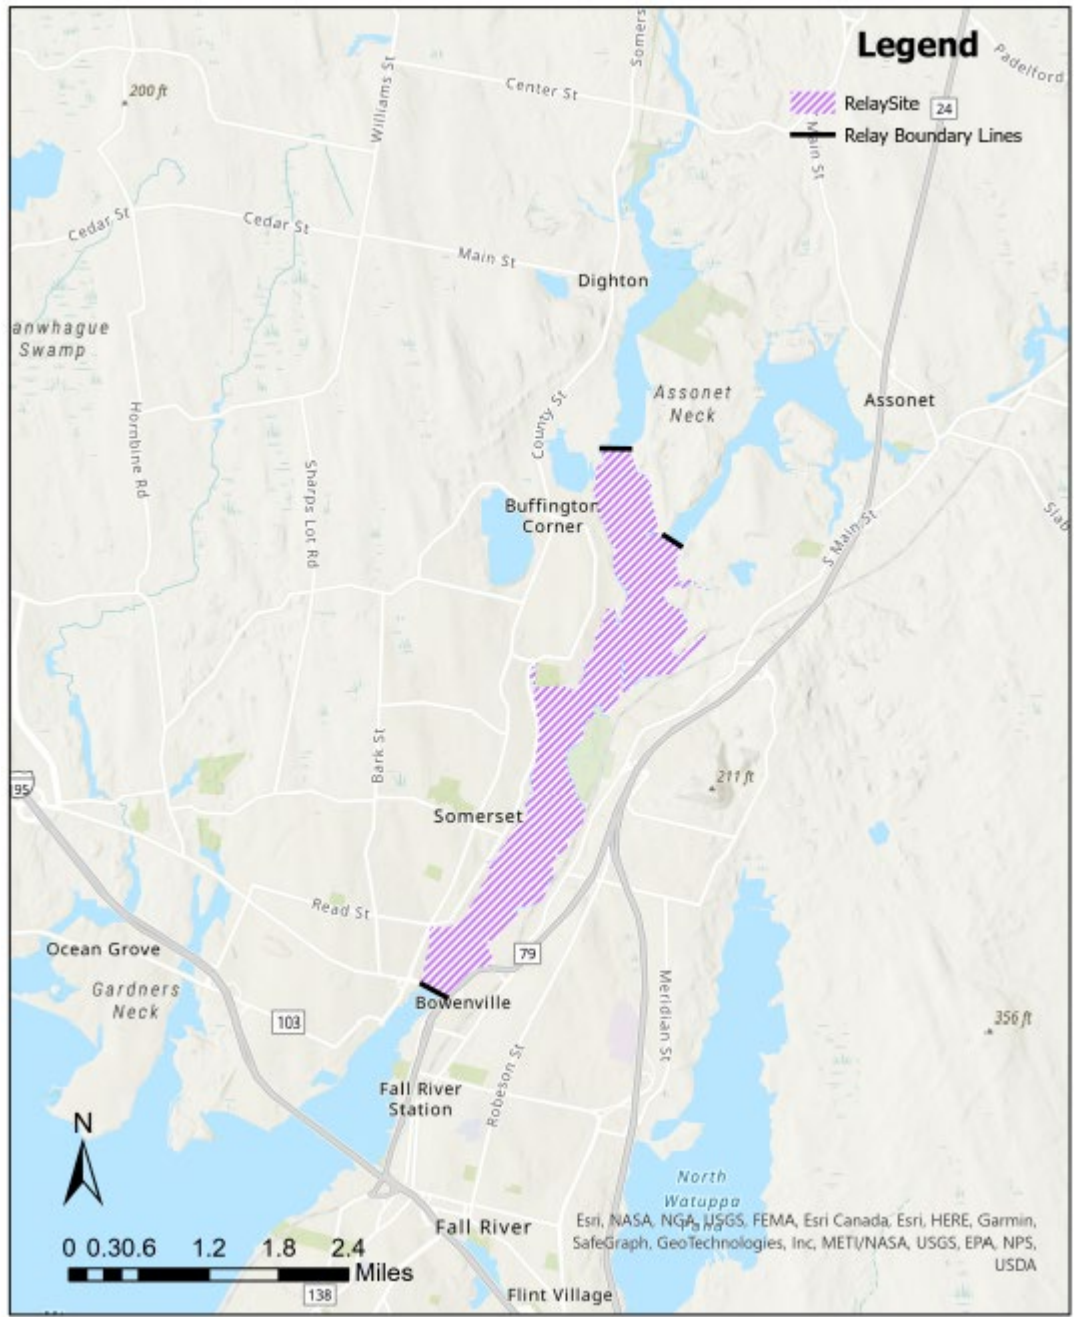 Legend
RelaySite
Relay Boundary Lines
Somers
Padelford
24
Center St
Williams St
200 ft
Main St
Cedar St
Cedar St
Main St
Dighton
anwhague
Swamp
Assonet
Neck
Assonet
County St
Hornbine Rd
Sharps Lot Rd
Buffington
Corner
Slab
S Main St
Bark St
95
211 ft
Somerset
Read St
Ocean Grove
79
Gardners
Neck
Bowenville
103
Meridian St
356 ft
Fall River
Station
Robeson St
N
North
Watuppa
Pond
Fall River
Esri, NASA, NGA, USGS, FEMA, Esri Canada, Esri, HERE, Garmin,
SafeGraph, GeoTechnologies, Inc, METI/NASA, USGS, EPA, NPS,
USDA
0 0.30.6 1.2 1.8 2.4
Miles
138
Flint Village